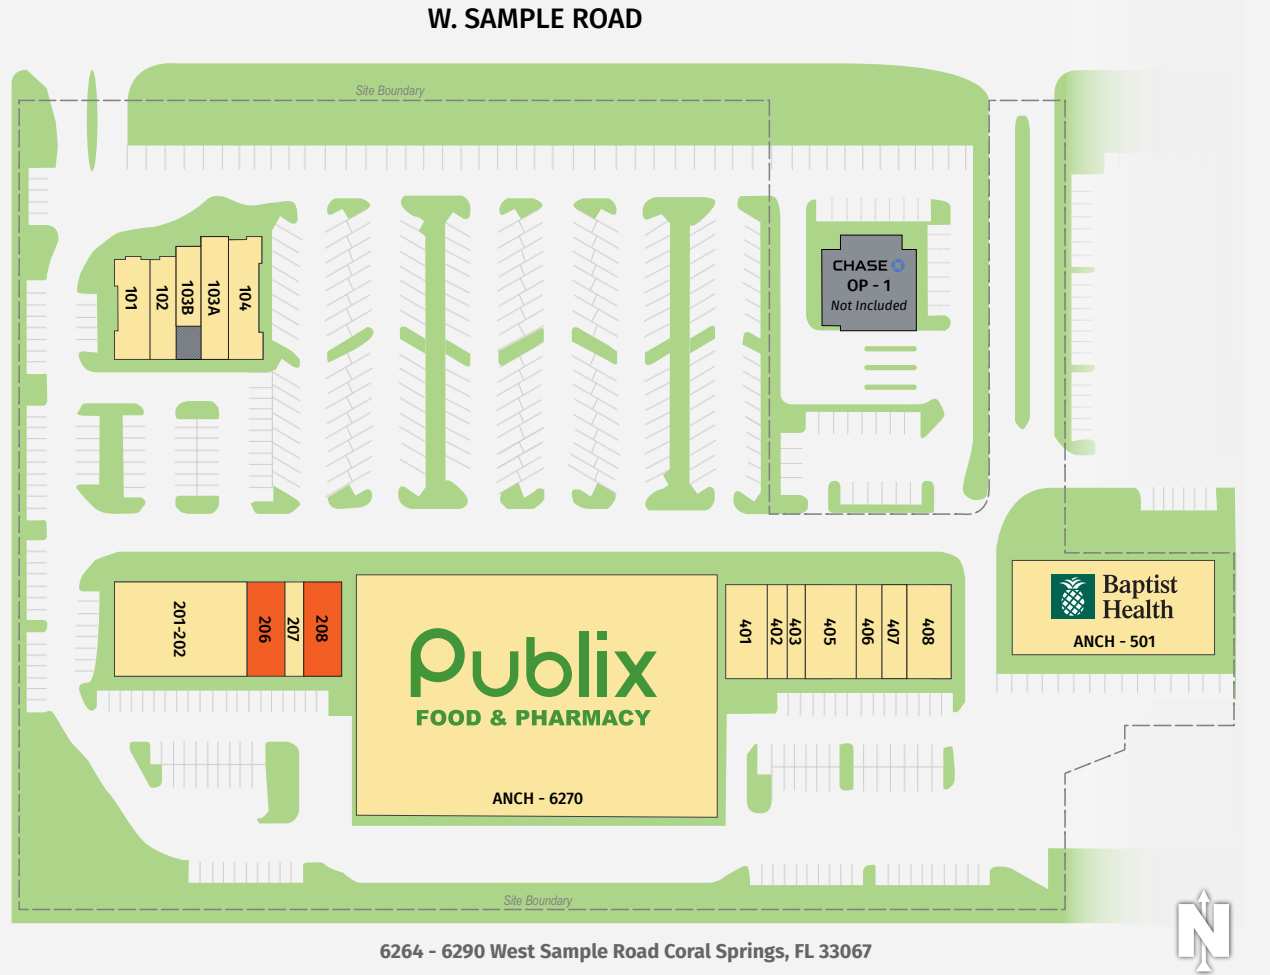 W. SAMPLE ROAD
Site Boundary
CHASE
OP - 1
Not Included
101
102
103B
103A
104
201-202
206
207
208
Publix
FOOD & PHARMACY
ANCH - 6270
401
402
403
405
406
407
408
Baptist
Health
ANCH - 501
Site Boundary
N
6264 - 6290 West Sample Road Coral Springs, FL 33067